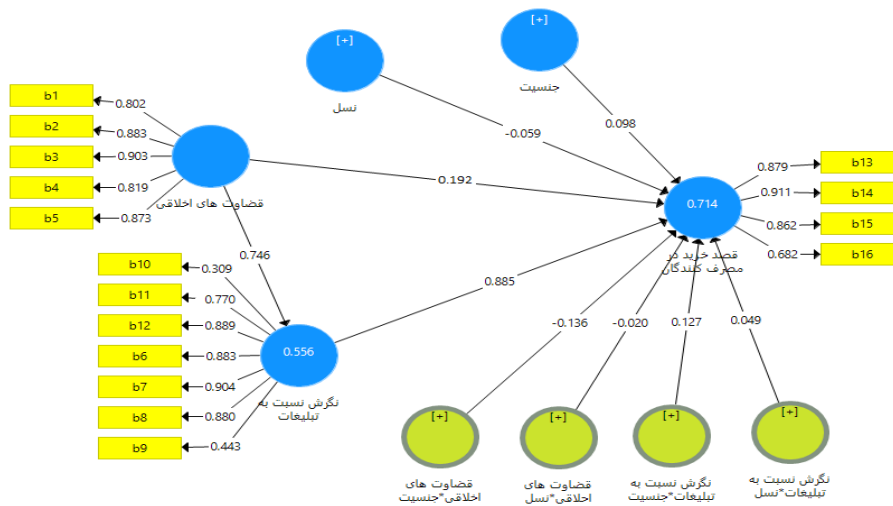 [+]
جنسیت
[+]
نسل
b1
0.802
b2
0.883
b3
0.903
b4
0.819
b5
0.873
قضاوت های اخلاقی
-0.059
0.098
0.192
0.746
0.885
0.714
قصد خرید در
مصرف کنندگان
0.879
b13
0.911
b14
0.862
b15
0.682
b16
b10
0.309
b11
0.770
b12
0.889
b6
0.883
b7
0.904
b8
0.880
b9
0.443
0.556
نگرش نسبت به
تبلیغات
-0.136
-0.020
0.127
0.049
[+]
قضاوت های
اخلاقی*جنسیت
[+]
قضاوت های
اخلاقی*نسل
[+]
نگرش نسبت به
تبلیغات*جنسیت
[+]
نگرش نسبت به
تبلیغات*نسل